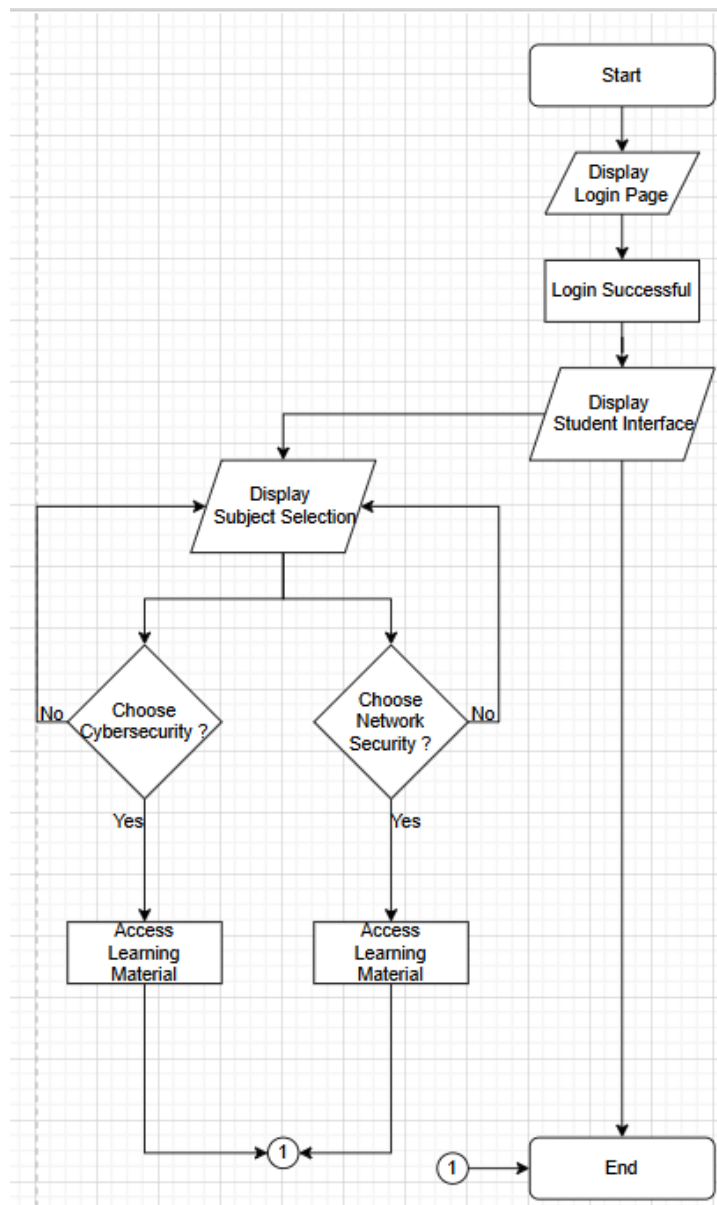 Start
Display
Login Page
Login Successful
Display
Student Interface
Display
Subject Selection
No
Choose
Cybersecurity ?
Choose
Network
Security ?
No
Yes
Yes
Access
Learning
Material
Access
Learning
Material
1
1
End